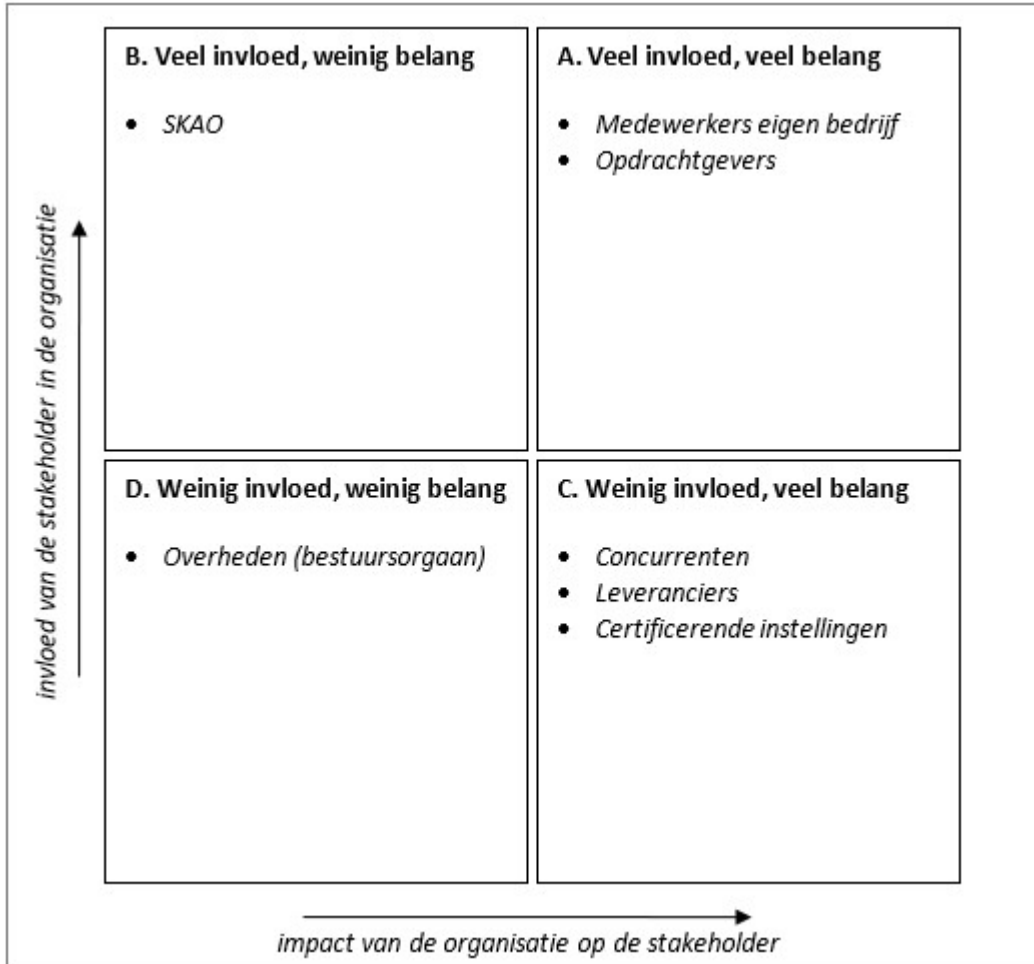 B. Veel invloed, weinig belang
• SKAO
A. Veel invloed, veel belang
• Medewerkers eigen bedrijf
• Opdrachtgevers
D. Weinig invloed, weinig belang
• Overheden (bestuursorgaan)
C. Weinig invloed, veel belang
• Concurrenten
• Leveranciers
• Certificerende instellingen
invloed van de stakeholder in de organisatie
impact van de organisatie op de stakeholder